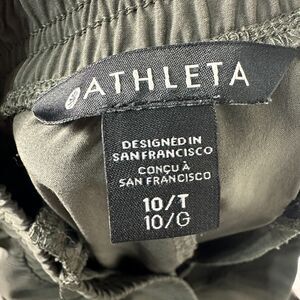 ATHLETA
DESIGNED IN
SAN FRANCISCO
CONÇU À
SAN FRANCISCO
10/T
10/G